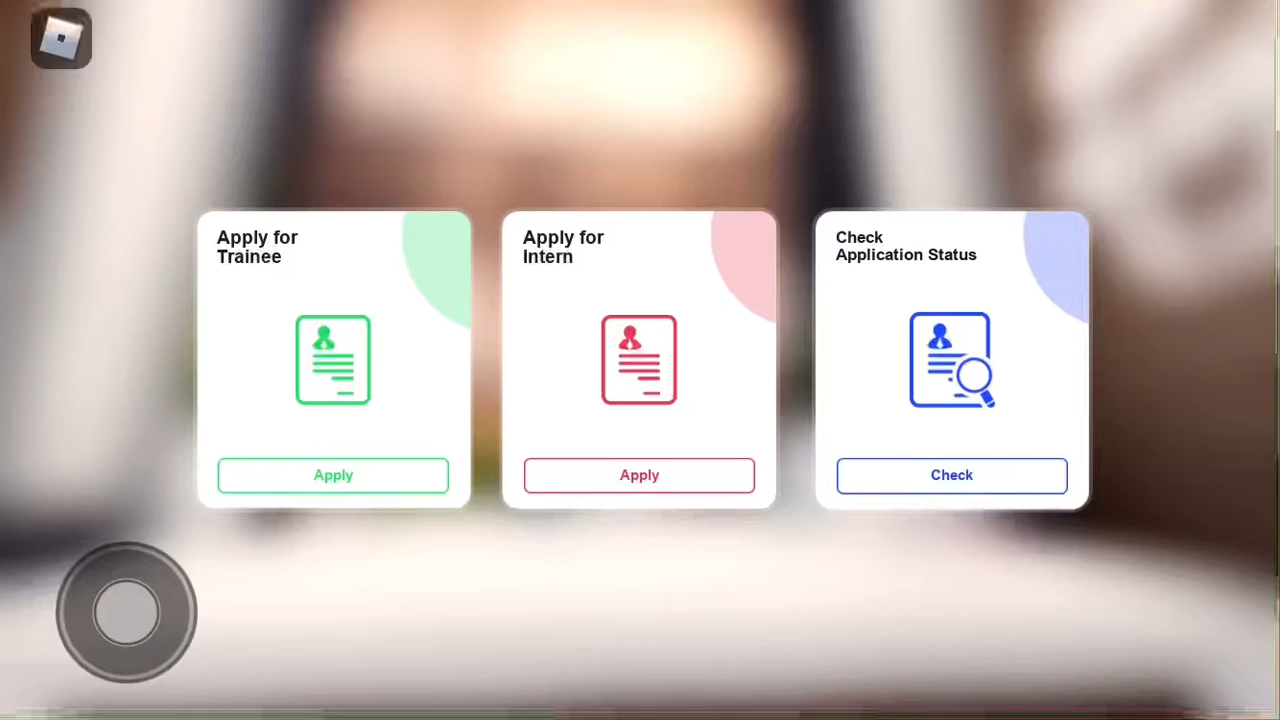 Apply for
Trainee
Apply
Apply for
Intern
Apply
Check
Application Status
Check